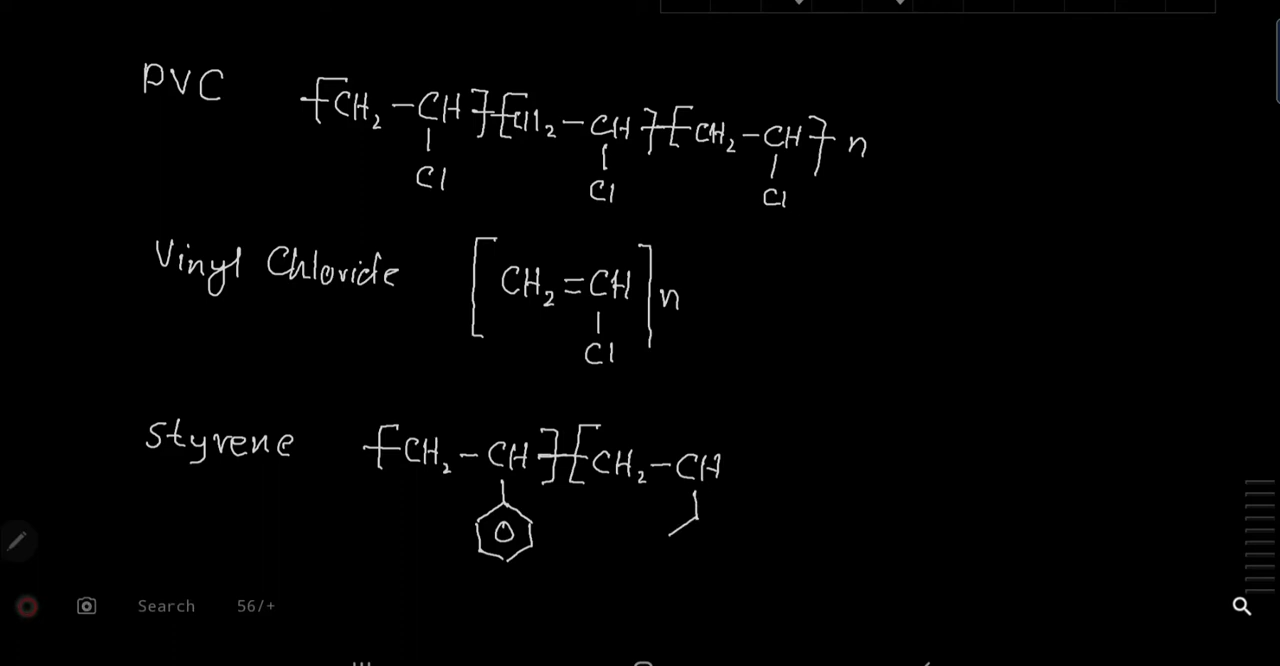 PVC
[CH₂-CH][CH₂-CH][CH₂-CH]n
Cl Cl Cl
Vinyl Chloride [CH₂=CH]n
Cl
Styrene [CH₂-CH][CH₂-CH
Search 56/+